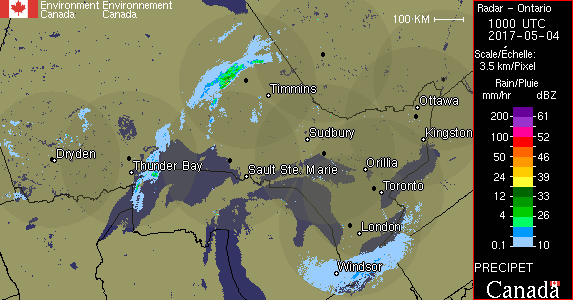 Environment Environnement
Canada Canada
100 KM
Timmins
Ottawa
Sudbury
Kingston
Dryden
Thunder Bay
Sault Ste. Marie
Orillia
Toronto
London
Windsor
Radar - Ontario
1000 UTC
2017-05-04
Scale/Échelle:
3.5 km/Pixel
Rain/Pluie
mm/hr dBZ
200 61
100 52
50 46
24 39
12 33
4 26
0.1 10
PRECIPET
Canada